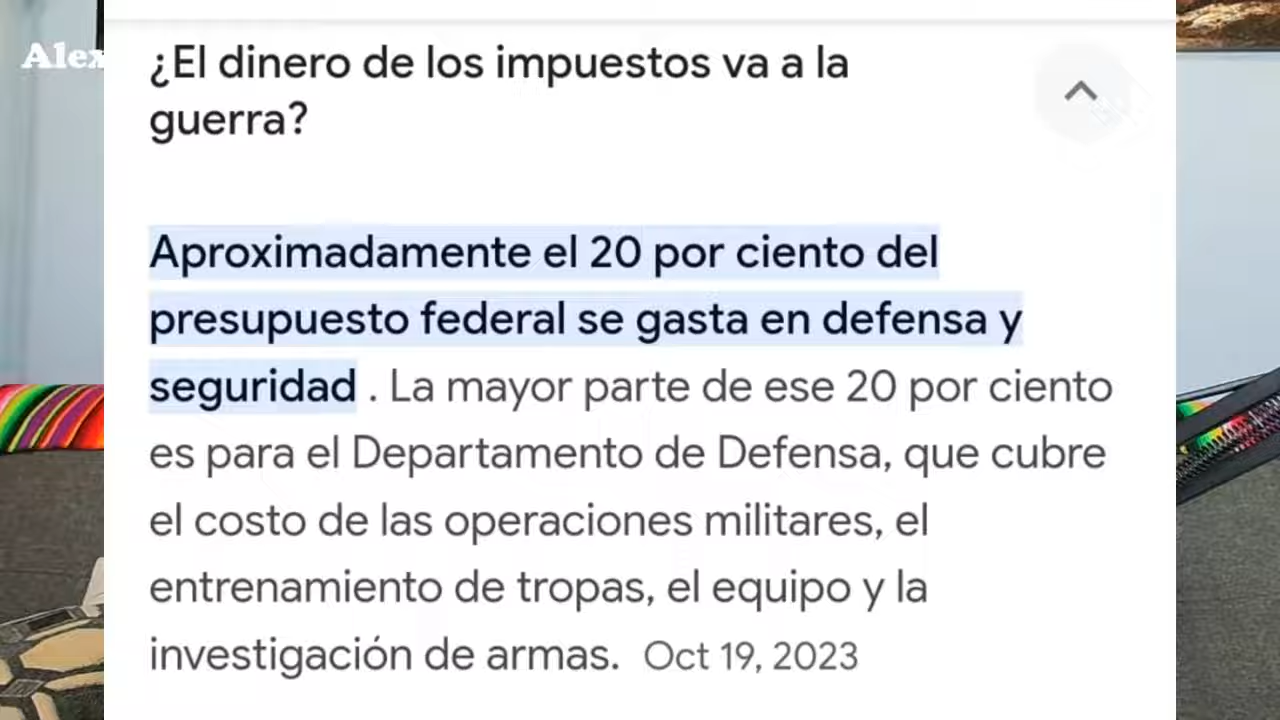 Alex
¿El dinero de los impuestos va a la
guerra?
Aproximadamente el 20 por ciento del
presupuesto federal se gasta en defensa y
seguridad . La mayor parte de ese 20 por ciento
es para el Departamento de Defensa, que cubre
el costo de las operaciones militares, el
entrenamiento de tropas, el equipo y la
investigación de armas. Oct 19, 2023